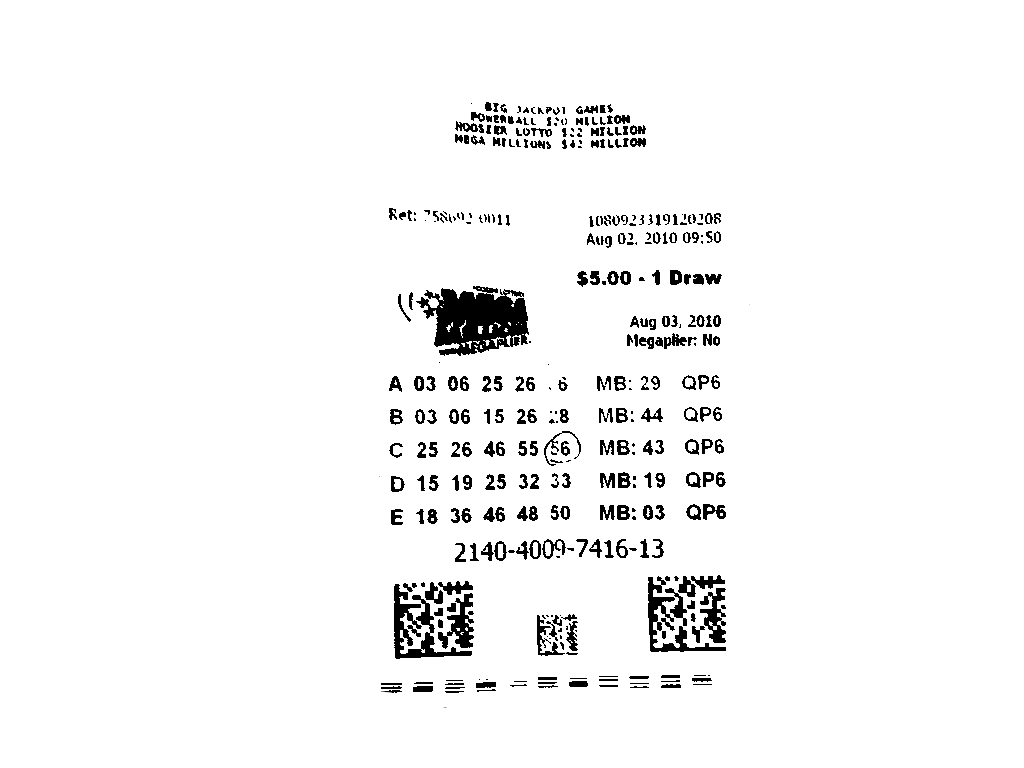 BIG JACKPOT GAMES
POWERBALL $20 MILLION
HOOSIER LOTTO $22 MILLION
MEGA MILLIONS $42 MILLION
Ret: 758692-0011
1080923319120208
Aug 02, 2010 09:50
$5.00 - 1 Draw
HOOSIER LOTTERY
MEGA
MILLIONS
MEGAPLIER
Aug 03, 2010
Megaplier: No
A 03 06 25 26 MB: 29 QP6
B 03 06 15 26 28 MB: 44 QP6
C 25 26 46 55 56 MB: 43 QP6
D 15 19 25 32 33 MB: 19 QP6
E 18 36 46 48 50 MB: 03 QP6
2140-4009-7416-13